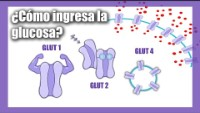 ¿Cómo ingresa la
glucosa?
GLUT 1
GLUT 2
GLUT 4